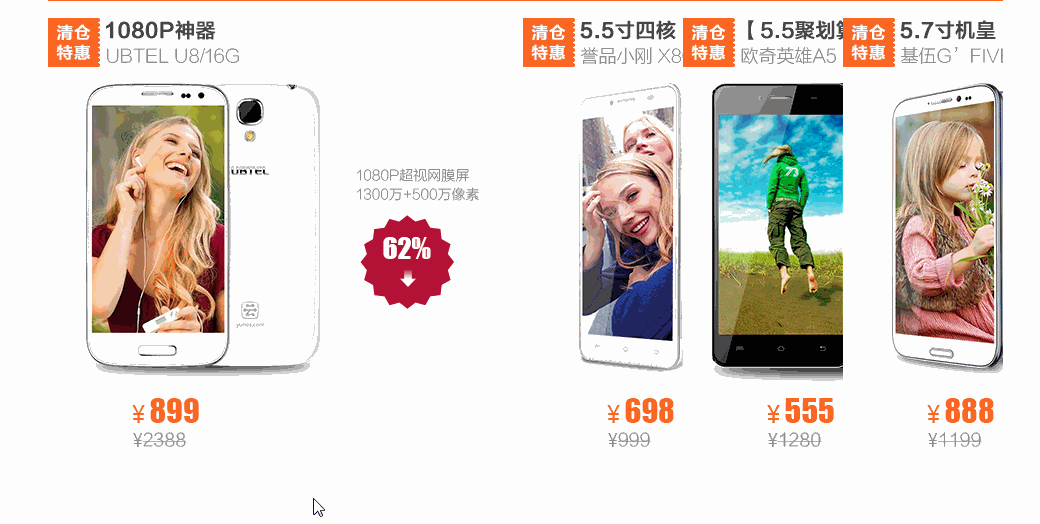 清仓
特惠
1080P神器
UBTEL U8/16G
UBTEL
yunos.com
1080P超视网膜屏
1300万+500万像素
62%
¥ 899
¥2388
清仓
特惠
5.5寸四核
誉品小刚 X8
¥ 698
¥999
清仓
特惠
【 5.5聚划算
欧奇英雄A5
73
¥ 555
¥1280
清仓
特惠
5.7寸机皇
基伍G’FIVE
¥ 888
¥1199